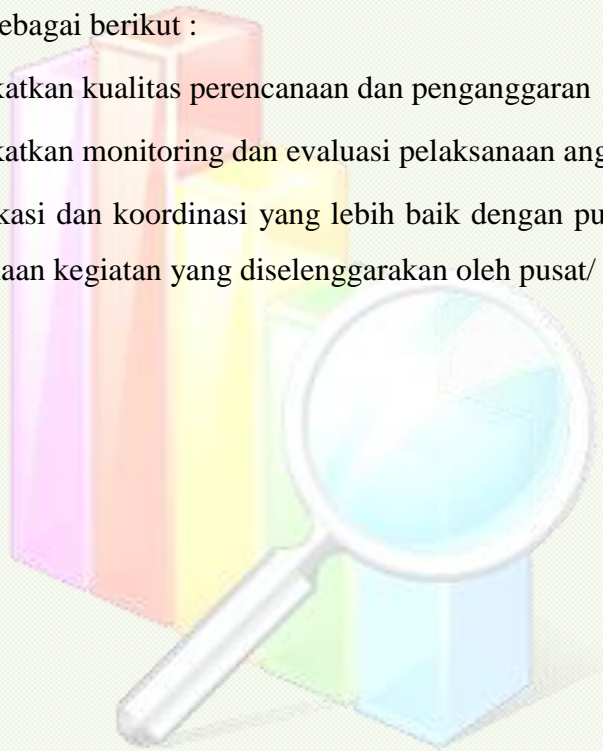 ebagai berikut :
katkan kualitas perencanaan dan penganggaran
katkan monitoring dan evaluasi pelaksanaan ang
kasi dan koordinasi yang lebih baik dengan pu
naan kegiatan yang diselenggarakan oleh pusat/